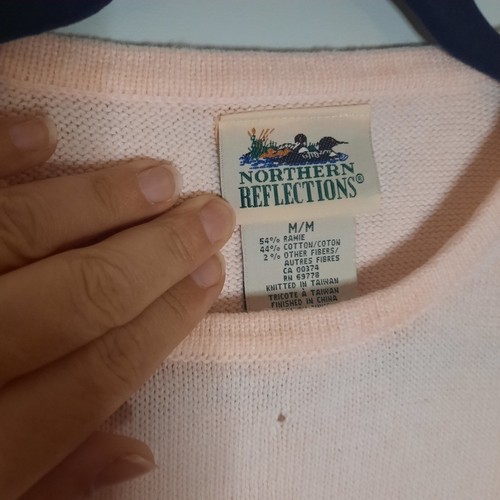 NORTHERN
REFLECTIONS®
M/M
54% RAMIE
44% COTTON/COTON
2% OTHER FIBERS/
AUTRES FIBRES
CA 00374
RN 69778
KNITTED IN TAIWAN
TRICOTÉ À TAIWAN
FINISHED IN CHINA